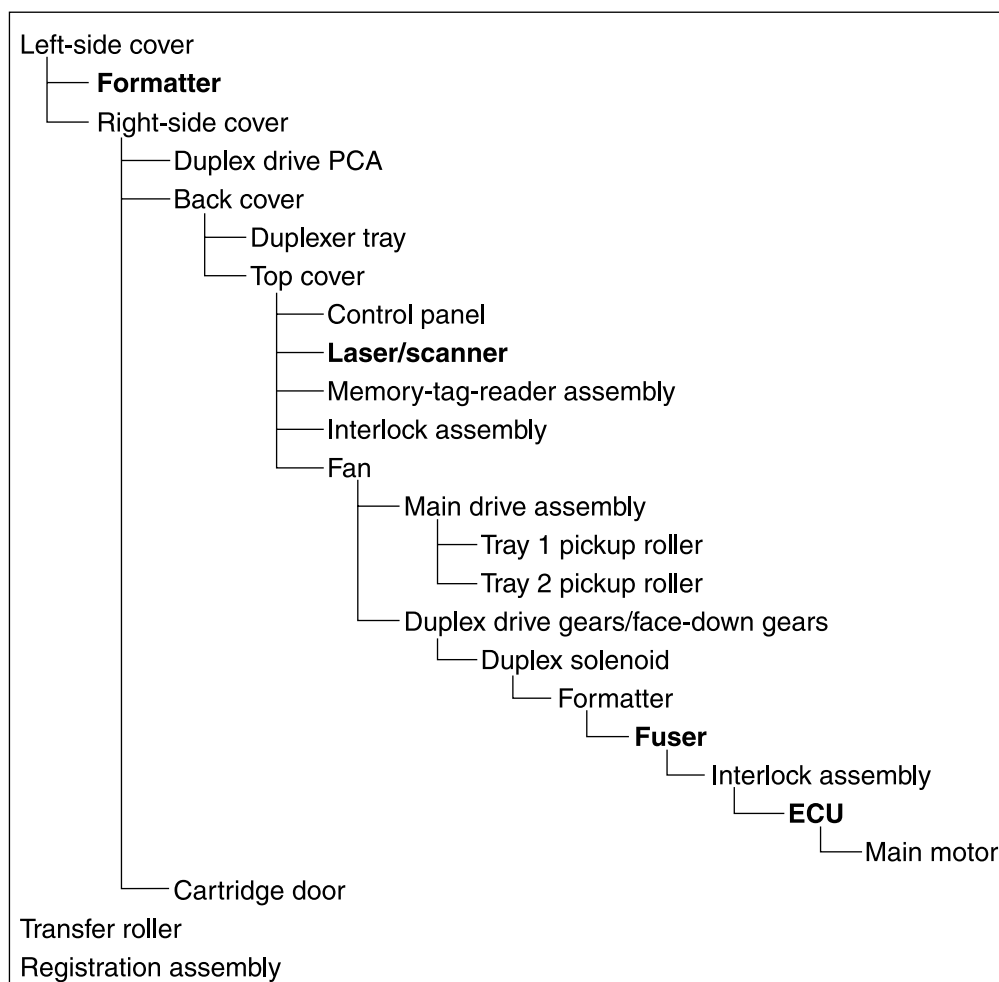 Left-side cover
Formatter
Right-side cover
Duplex drive PCA
Back cover
Duplexer tray
Top cover
Control panel
Laser/scanner
Memory-tag-reader assembly
Interlock assembly
Fan
Main drive assembly
Tray 1 pickup roller
Tray 2 pickup roller
Duplex drive gears/face-down gears
Duplex solenoid
Formatter
Fuser
Interlock assembly
ECU
Main motor
Cartridge door
Transfer roller
Registration assembly